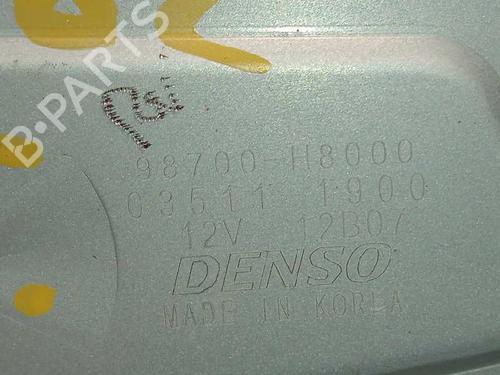 B-PARTS
98700-H8000
03511-1900
12V 12B07
DENSO
MADE IN KOREA